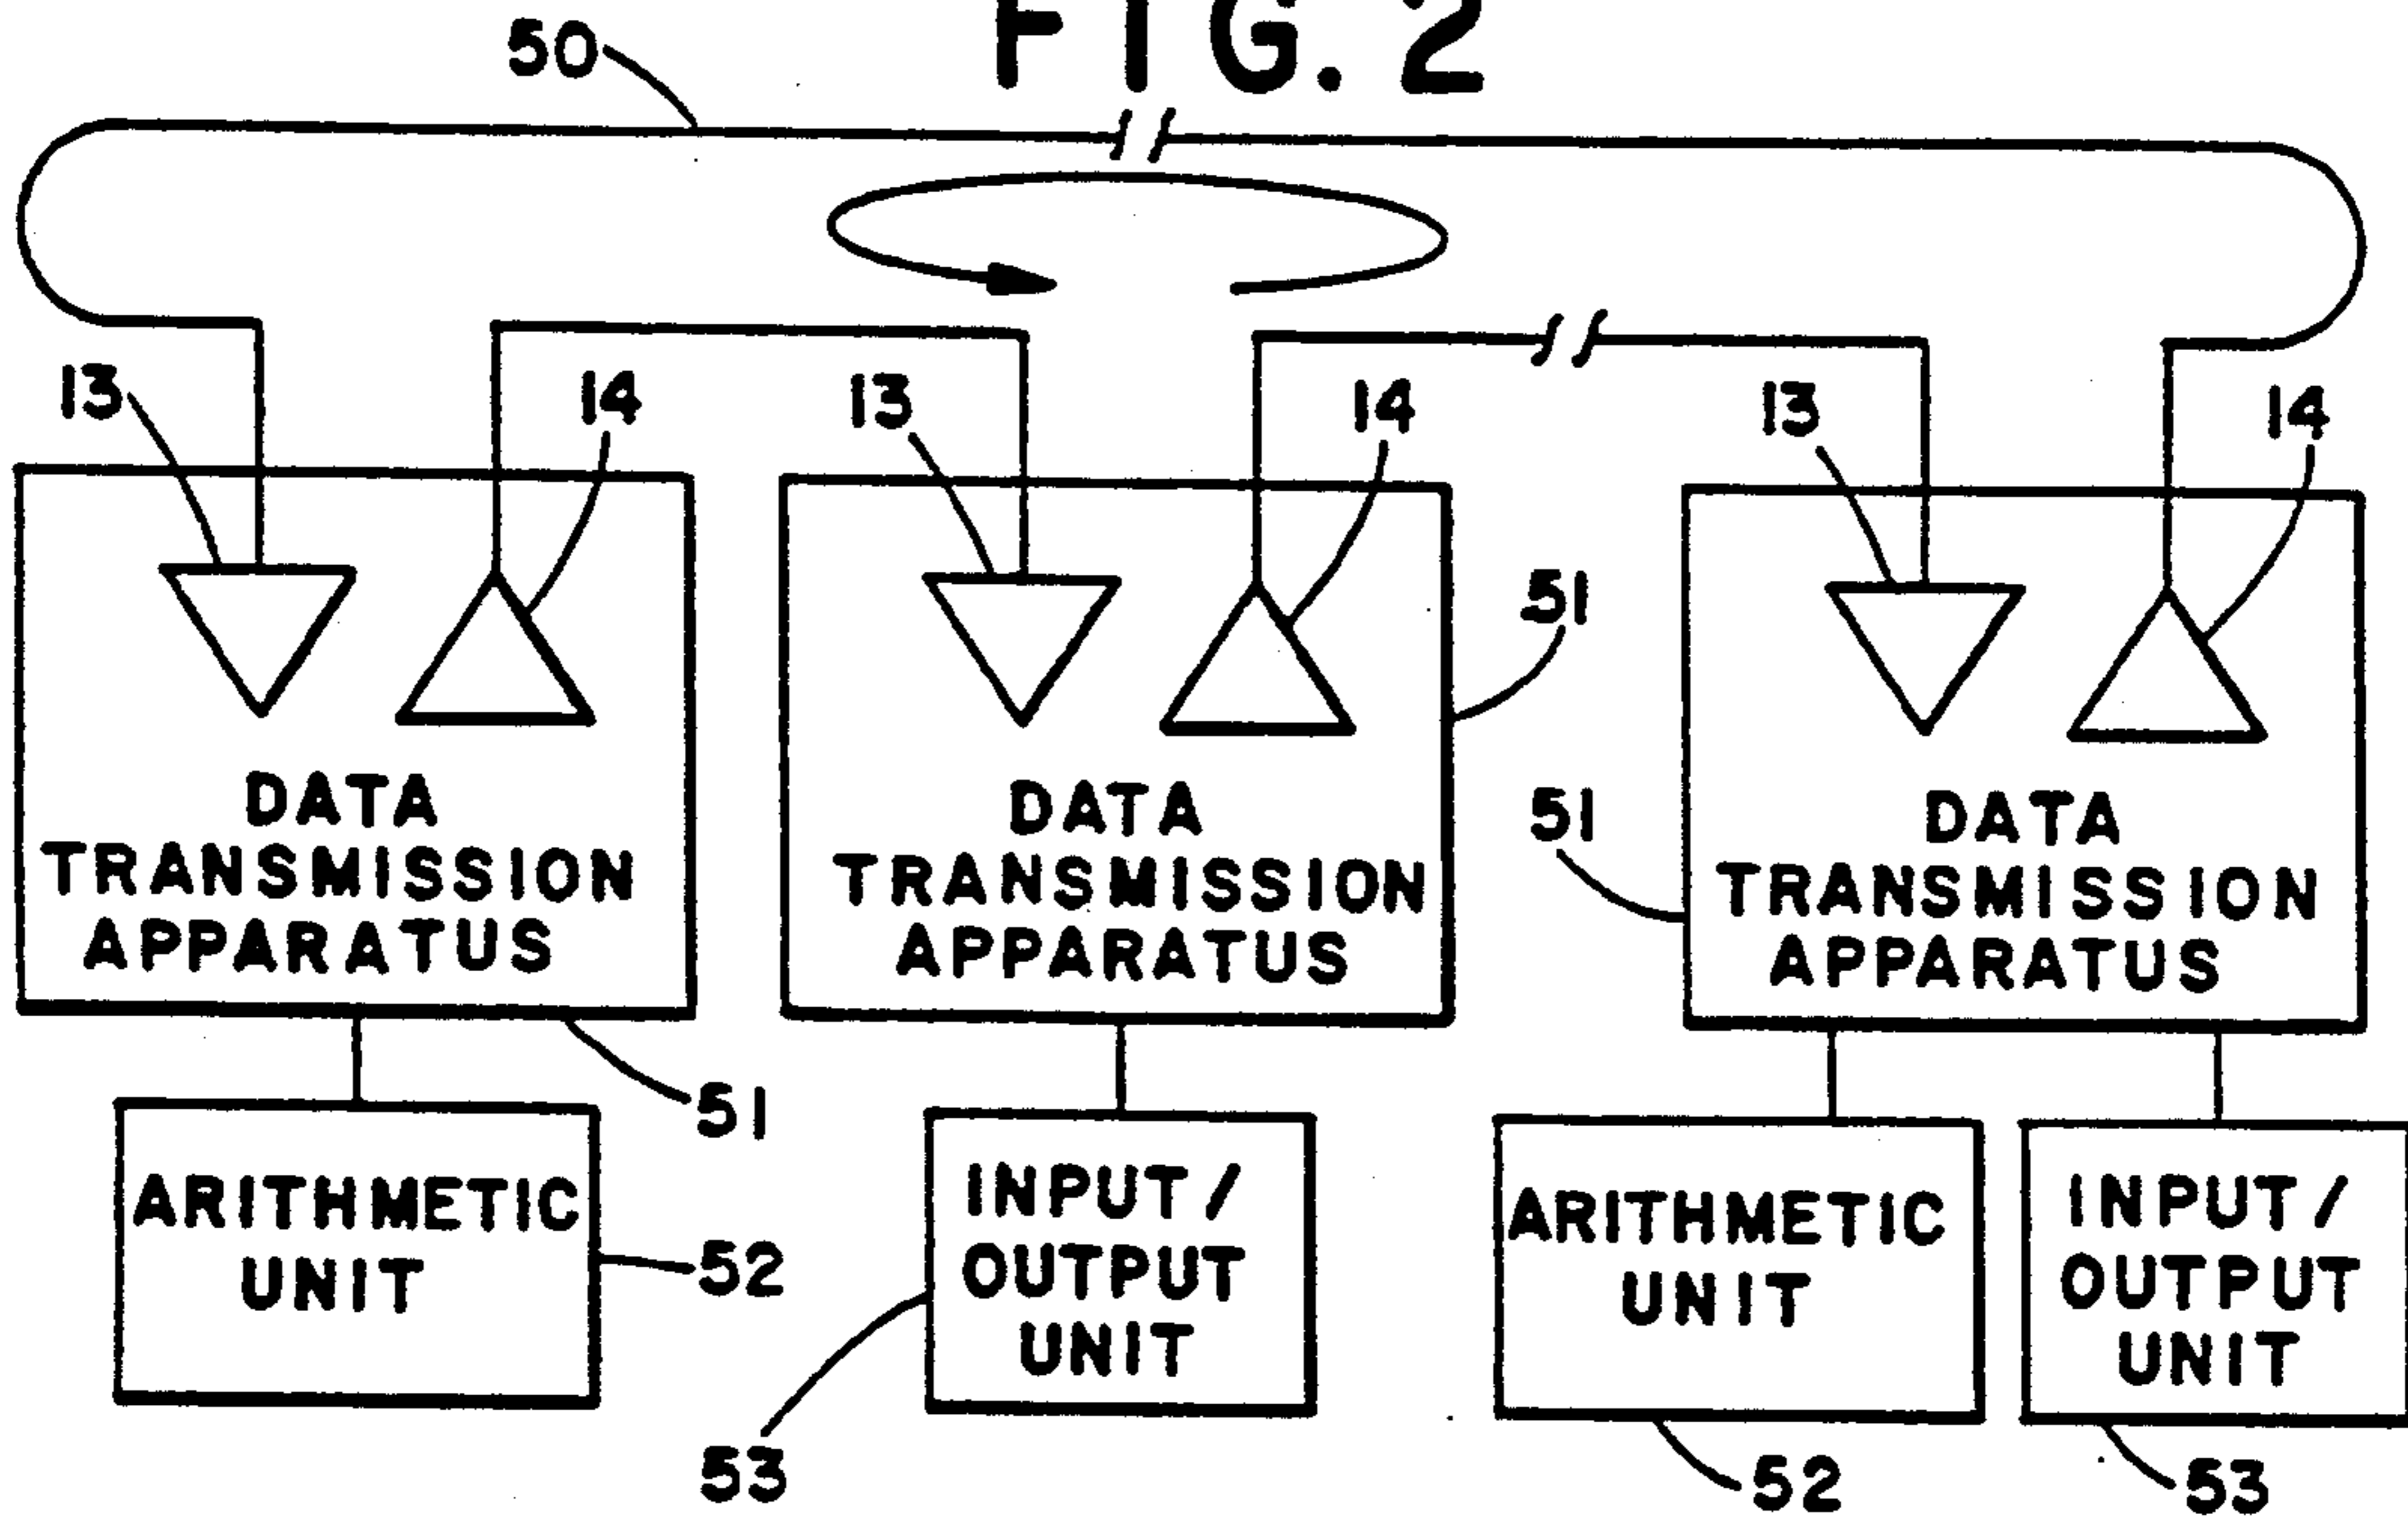 FIG. 2
50
13
14
13
14
13
14
51
51
DATA
TRANSMISSION
APPARATUS
DATA
TRANSMISSION
APPARATUS
DATA
TRANSMISSION
APPARATUS
51
ARITHMETIC
UNIT
52
INPUT/
OUTPUT
UNIT
53
ARITHMETIC
UNIT
52
INPUT/
OUTPUT
UNIT
53